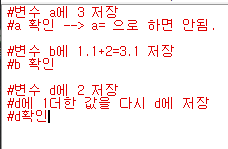 #변수 a에 3 저장
#a 확인 --> a= 으로 하면 안됨.
#변수 b에 1.1+2=3.1 저장
#b 확인
#변수 d에 2 저장
#d에 1더한 값을 다시 d에 저장
#d확인